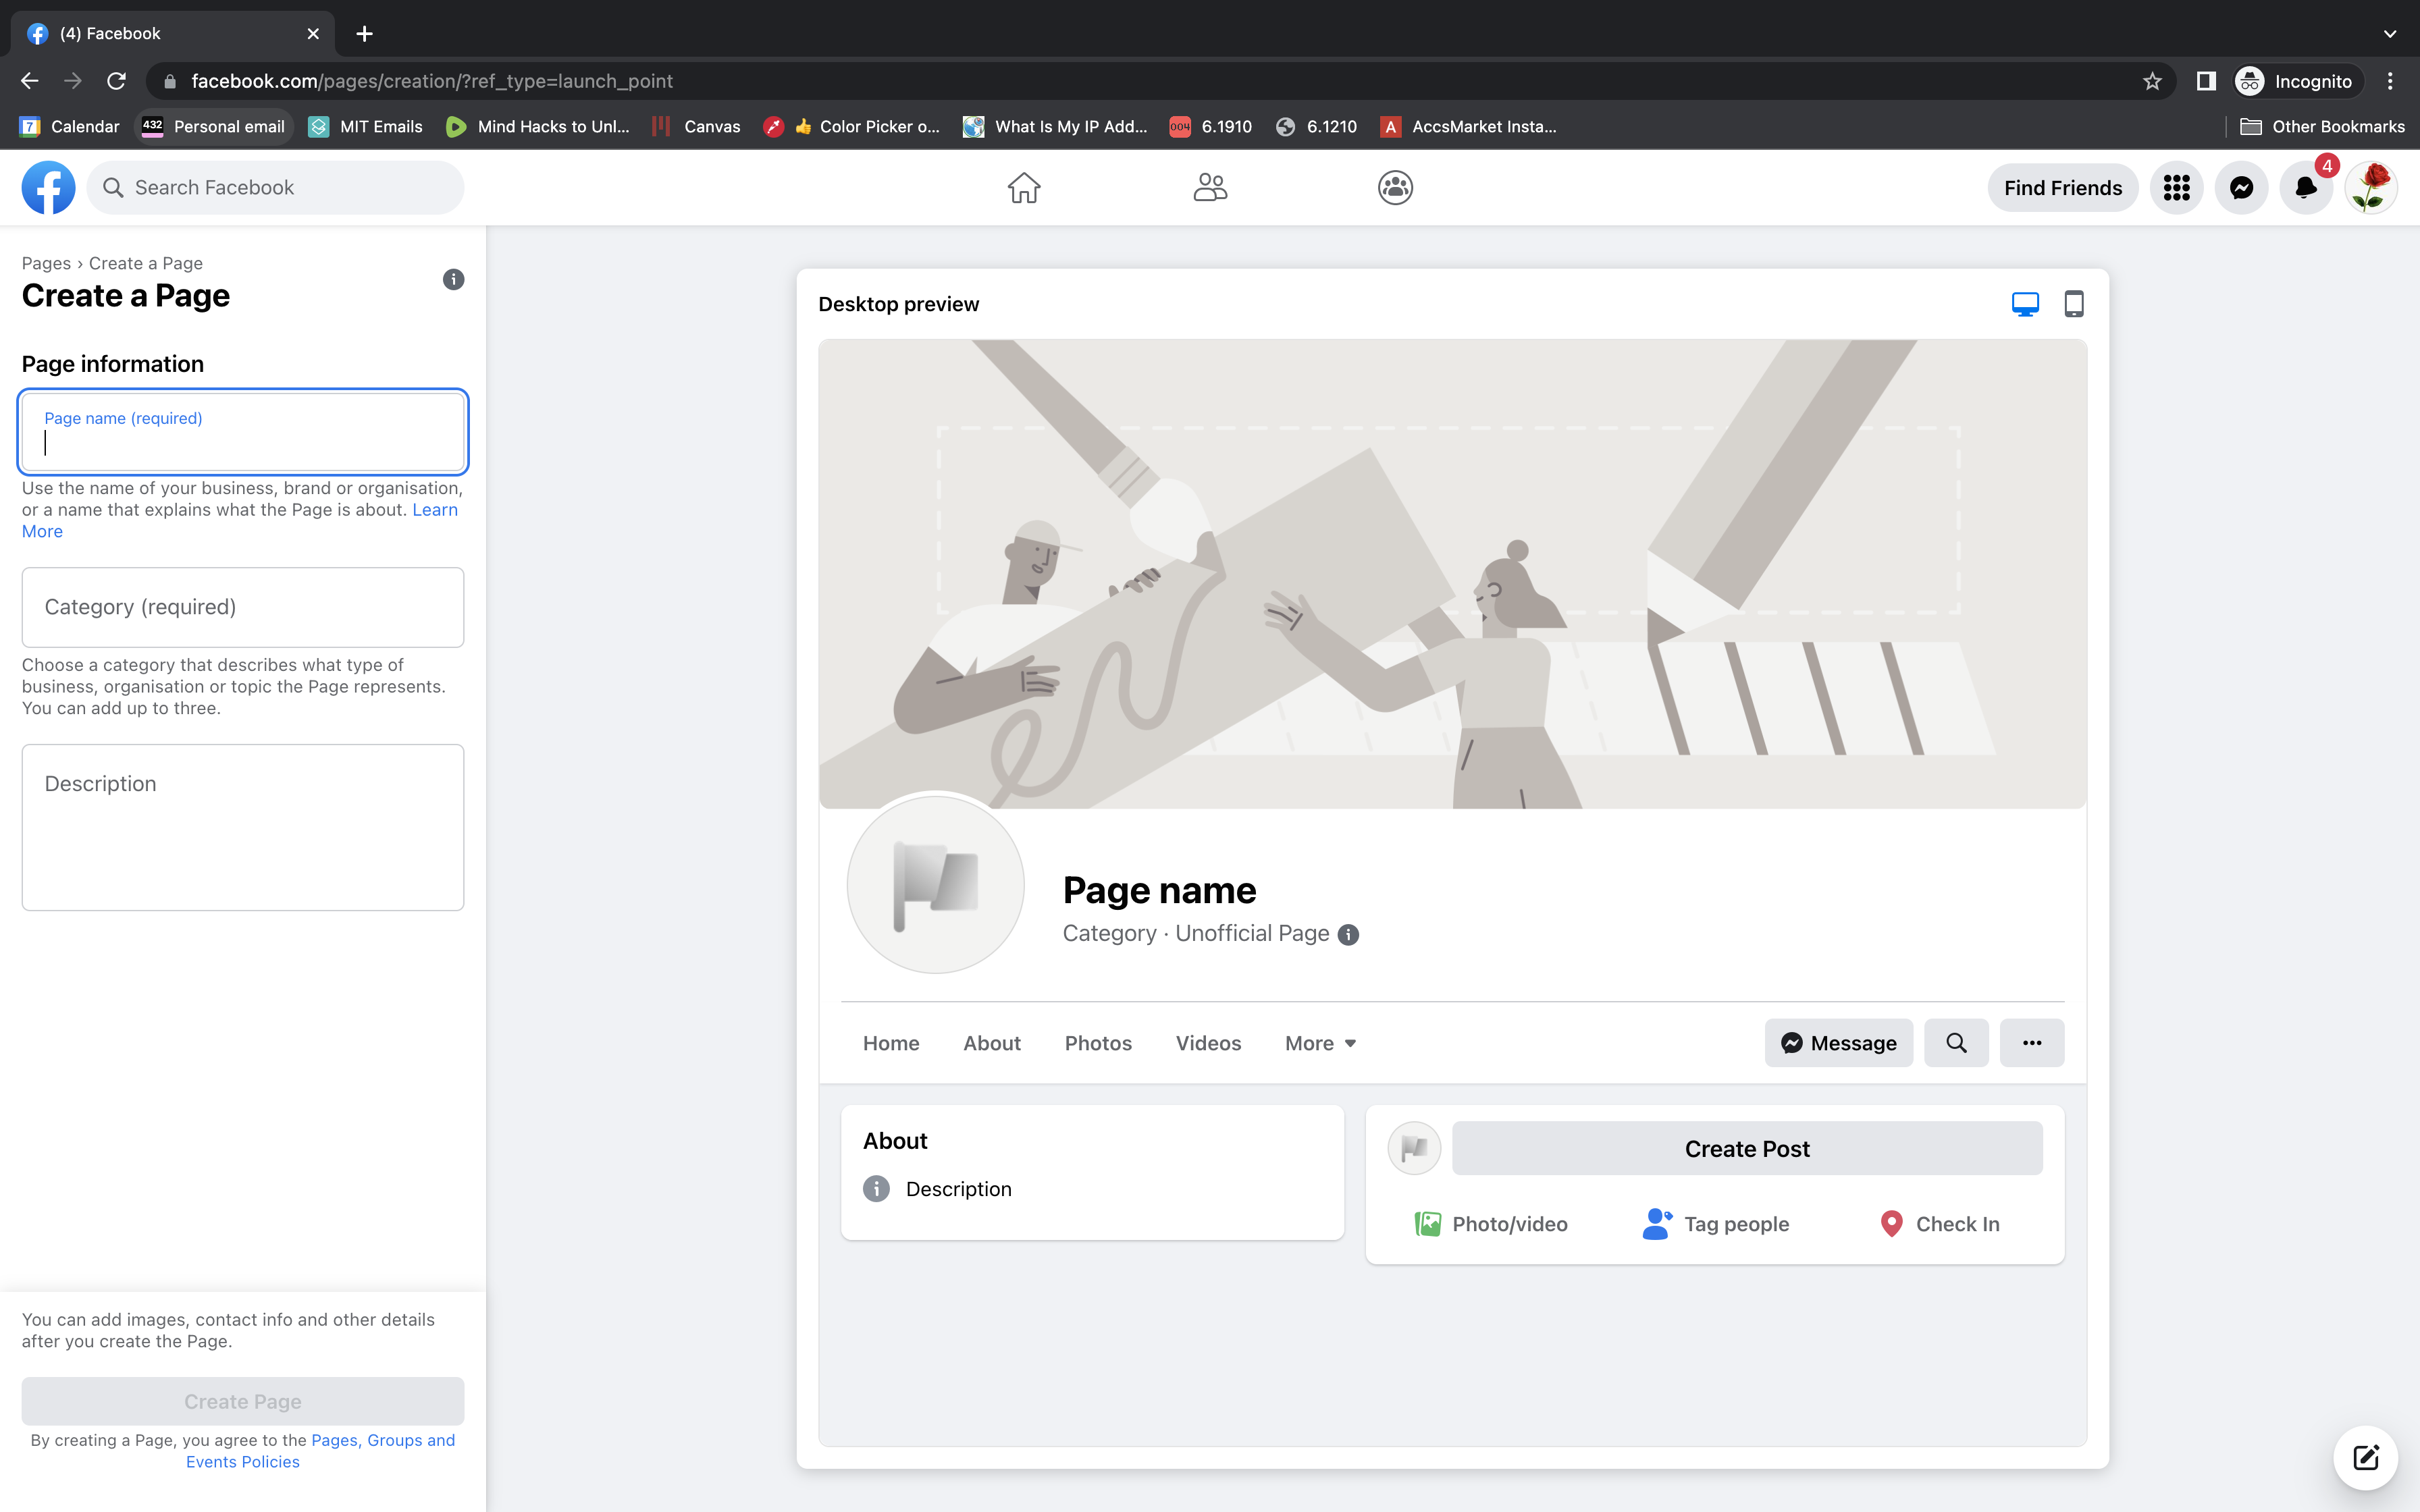 (4) Facebook
facebook.com/pages/creation/?ref_type=launch_point
Incognito
7 Calendar
432 Personal email
MIT Emails
Mind Hacks to Unl...
Canvas
👍 Color Picker o...
What Is My IP Add...
004 6.1910
6.1210
A AccsMarket Insta...
Other Bookmarks
Search Facebook
Find Friends
4
Pages › Create a Page
Create a Page
Page information
Page name (required)
Use the name of your business, brand or organisation,
or a name that explains what the Page is about. Learn
More
Category (required)
Choose a category that describes what type of
business, organisation or topic the Page represents.
You can add up to three.
Description
You can add images, contact info and other details
after you create the Page.
Create Page
By creating a Page, you agree to the Pages, Groups and
Events Policies
Desktop preview
Page name
Category · Unofficial Page
Home
About
Photos
Videos
More
Message
About
Description
Create Post
Photo/video
Tag people
Check In